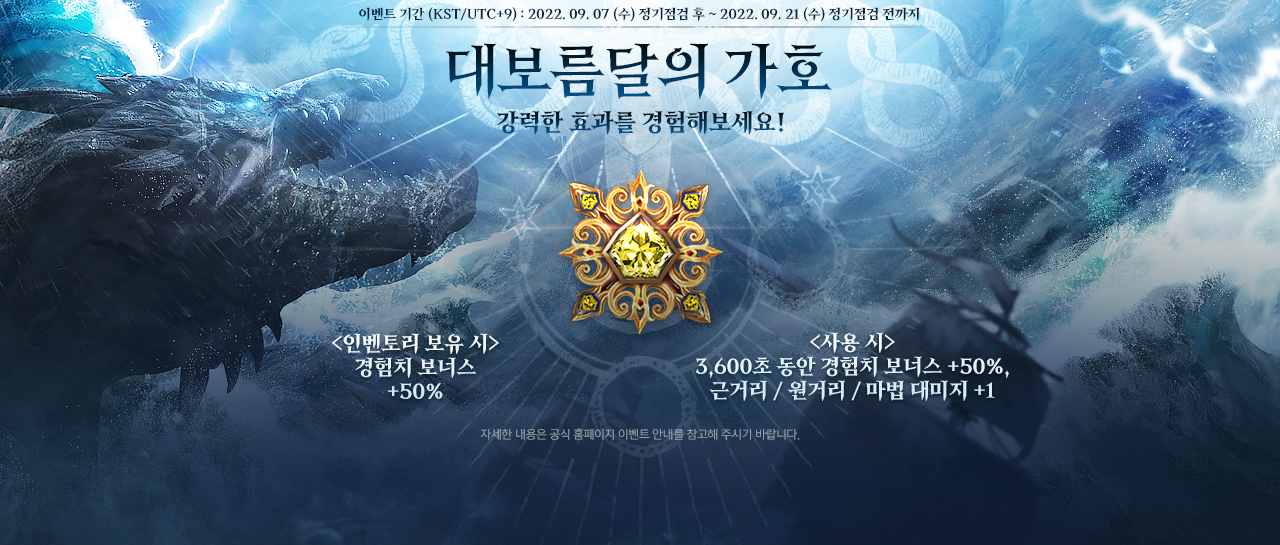 이벤트 기간 (KST/UTC+9) : 2022. 09. 07 (수) 정기점검 후 ~ 2022. 09. 21 (수) 정기점검 전까지
대보름달의 가호
강력한 효과를 경험해보세요!
<인벤토리 보유 시>
경험치 보너스
+50%
<사용 시>
3,600초 동안 경험치 보너스 +50%,
근거리 / 원거리 / 마법 대미지 +1
자세한 내용은 공식 홈페이지 이벤트 안내를 참고해 주시기 바랍니다.